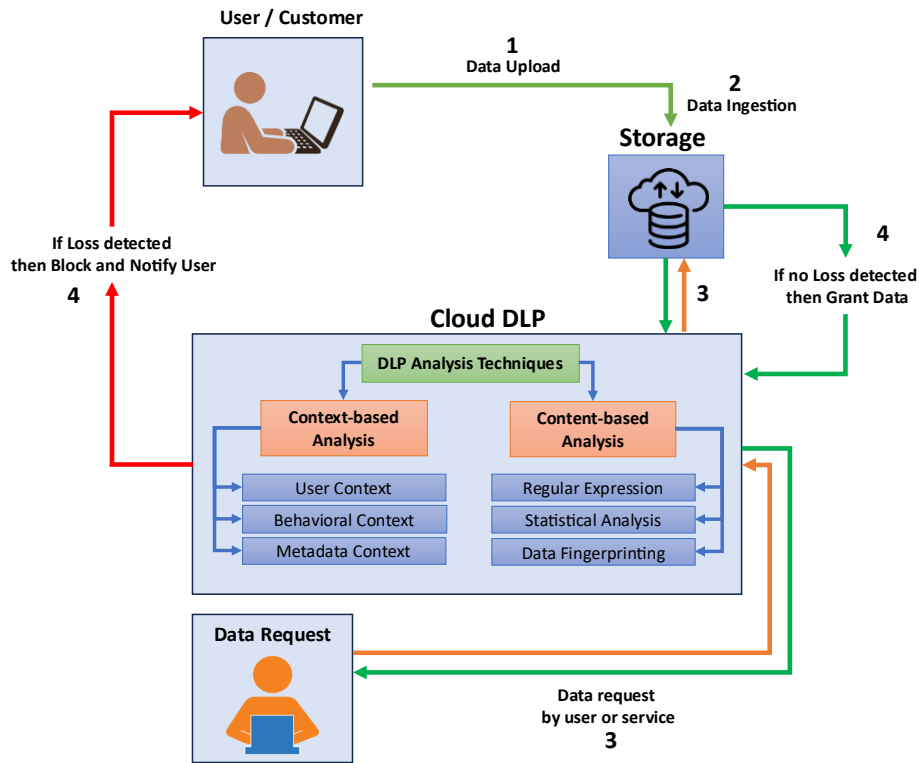 User / Customer
1
Data Upload
2
Data Ingestion
Storage
4
If no Loss detected
then Grant Data
If Loss detected
then Block and Notify User
4
3
Cloud DLP
DLP Analysis Techniques
Context-based
Analysis
Content-based
Analysis
User Context
Behavioral Context
Metadata Context
Regular Expression
Statistical Analysis
Data Fingerprinting
Data Request
Data request
by user or service
3